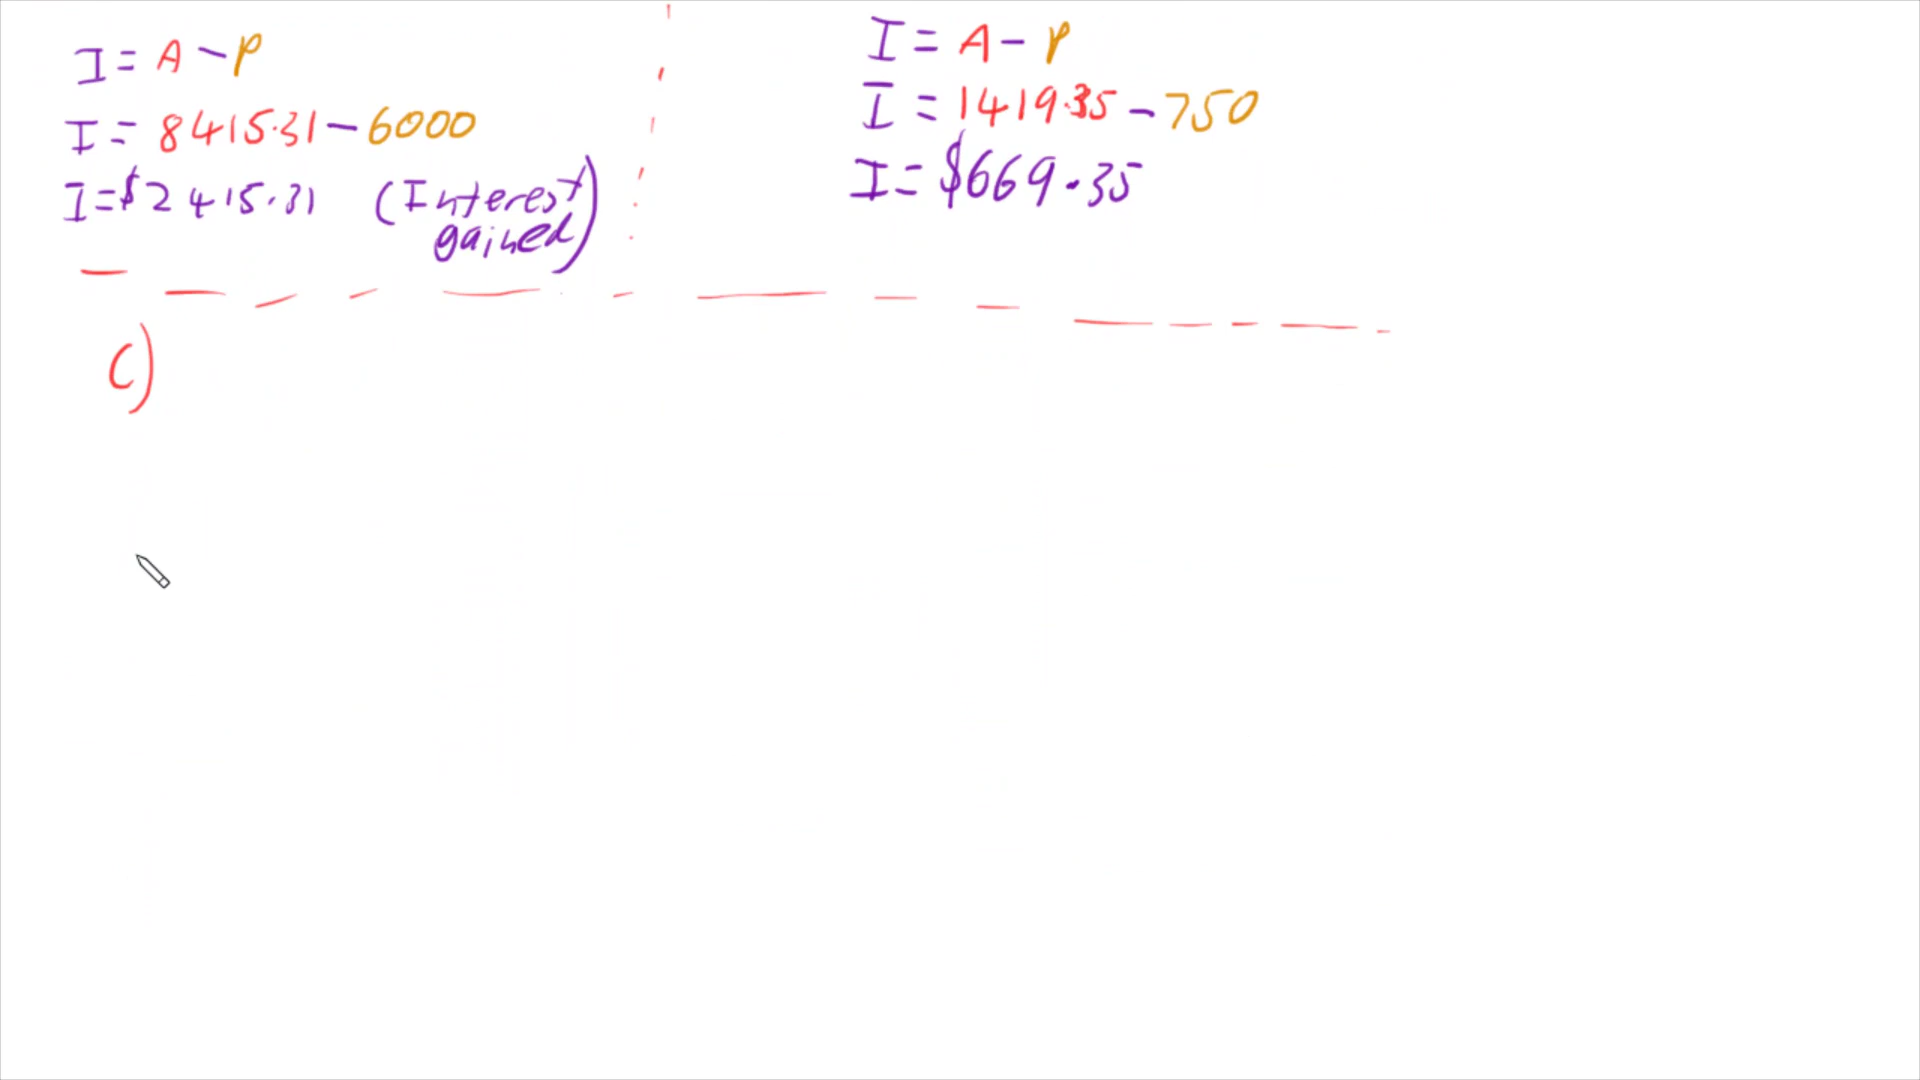 I = A - P
I = 8415.31 - 6000
I = $2415.31 (Interest
gained)
I = A - P
I = 1419.35 - 750
I = $669.35
C)